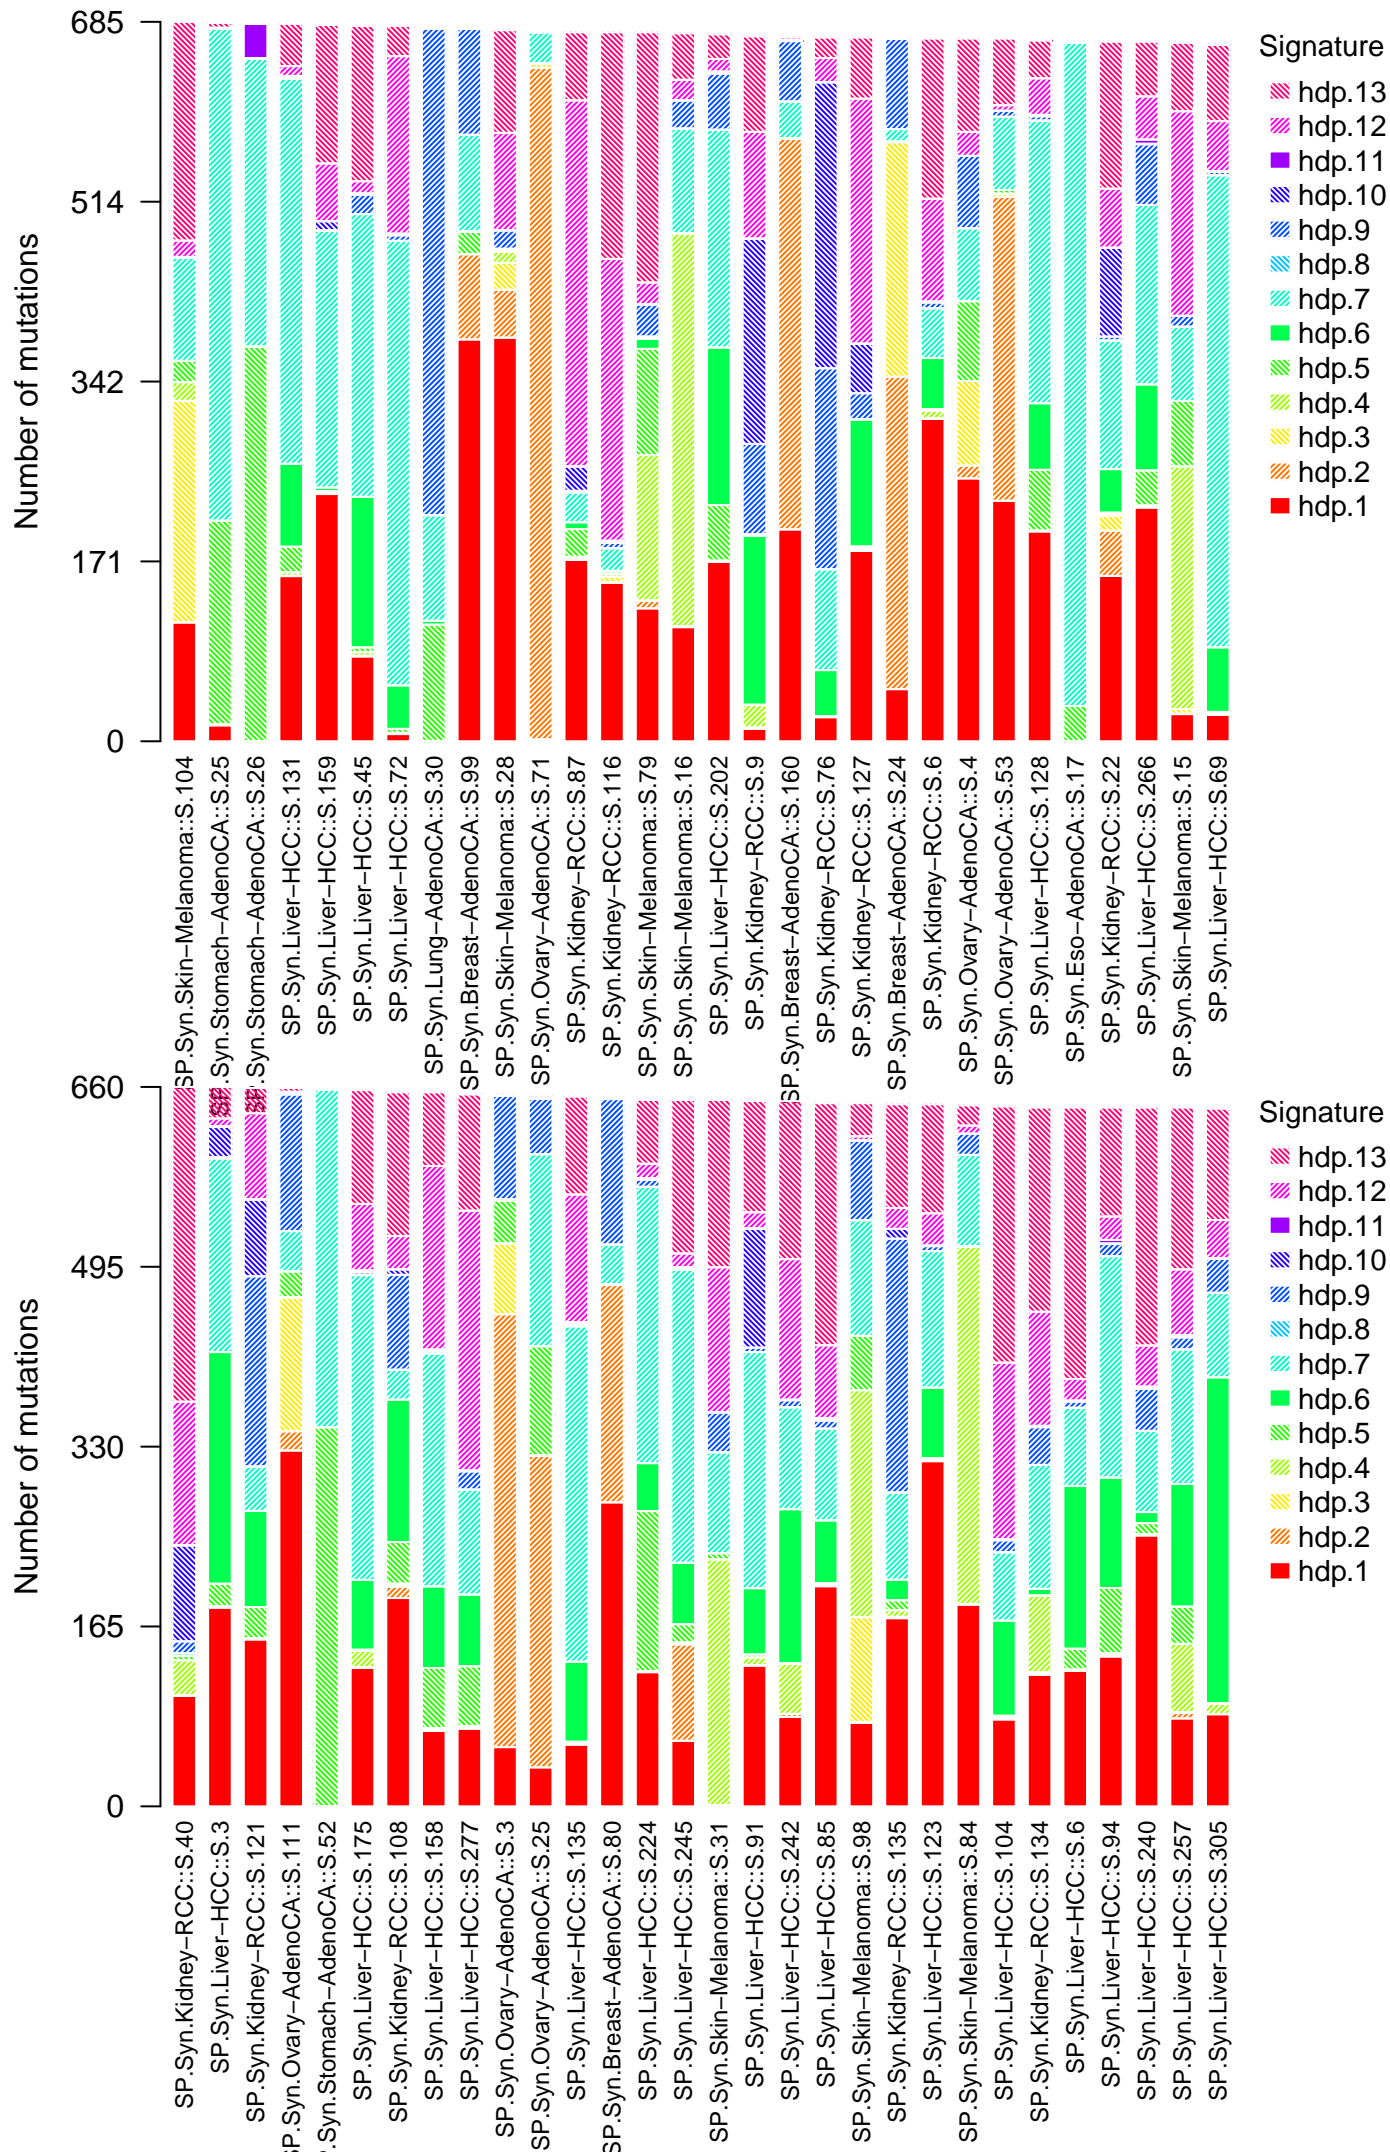 685
514
342
171
0
Number of mutations
Signature
hdp.13
hdp.12
hdp.11
hdp.10
hdp.9
hdp.8
hdp.7
hdp.6
hdp.5
hdp.4
hdp.3
hdp.2
hdp.1
SP.Syn.Skin−Melanoma::S.104
SP.Syn.Stomach−AdenoCA::S.25
SP.Syn.Stomach−AdenoCA::S.26
SP.Syn.Liver−HCC::S.131
SP.Syn.Liver−HCC::S.159
SP.Syn.Liver−HCC::S.45
SP.Syn.Liver−HCC::S.72
SP.Syn.Lung−AdenoCA::S.30
SP.Syn.Breast−AdenoCA::S.99
SP.Syn.Skin−Melanoma::S.28
SP.Syn.Ovary−AdenoCA::S.71
SP.Syn.Kidney−RCC::S.87
SP.Syn.Kidney−RCC::S.116
SP.Syn.Skin−Melanoma::S.79
SP.Syn.Skin−Melanoma::S.16
SP.Syn.Liver−HCC::S.202
SP.Syn.Kidney−RCC::S.9
SP.Syn.Breast−AdenoCA::S.160
SP.Syn.Kidney−RCC::S.76
SP.Syn.Kidney−RCC::S.127
SP.Syn.Breast−AdenoCA::S.24
SP.Syn.Kidney−RCC::S.6
SP.Syn.Ovary−AdenoCA::S.4
SP.Syn.Ovary−AdenoCA::S.53
SP.Syn.Liver−HCC::S.128
SP.Syn.Eso−AdenoCA::S.17
SP.Syn.Kidney−RCC::S.22
SP.Syn.Liver−HCC::S.266
SP.Syn.Skin−Melanoma::S.15
SP.Syn.Liver−HCC::S.69
660
495
330
165
0
Number of mutations
Signature
hdp.13
hdp.12
hdp.11
hdp.10
hdp.9
hdp.8
hdp.7
hdp.6
hdp.5
hdp.4
hdp.3
hdp.2
hdp.1
SP.Syn.Kidney−RCC::S.40
SP.Syn.Liver−HCC::S.3
SP.Syn.Kidney−RCC::S.121
SP.Syn.Ovary−AdenoCA::S.111
.Syn.Stomach−AdenoCA::S.52
SP.Syn.Liver−HCC::S.175
SP.Syn.Kidney−RCC::S.108
SP.Syn.Liver−HCC::S.158
SP.Syn.Liver−HCC::S.277
SP.Syn.Ovary−AdenoCA::S.3
SP.Syn.Ovary−AdenoCA::S.25
SP.Syn.Liver−HCC::S.135
SP.Syn.Breast−AdenoCA::S.80
SP.Syn.Liver−HCC::S.224
SP.Syn.Liver−HCC::S.245
SP.Syn.Skin−Melanoma::S.31
SP.Syn.Liver−HCC::S.91
SP.Syn.Liver−HCC::S.242
SP.Syn.Liver−HCC::S.85
SP.Syn.Skin−Melanoma::S.98
SP.Syn.Kidney−RCC::S.135
SP.Syn.Liver−HCC::S.123
SP.Syn.Skin−Melanoma::S.84
SP.Syn.Liver−HCC::S.104
SP.Syn.Kidney−RCC::S.134
SP.Syn.Liver−HCC::S.6
SP.Syn.Liver−HCC::S.94
SP.Syn.Liver−HCC::S.240
SP.Syn.Liver−HCC::S.257
SP.Syn.Liver−HCC::S.305